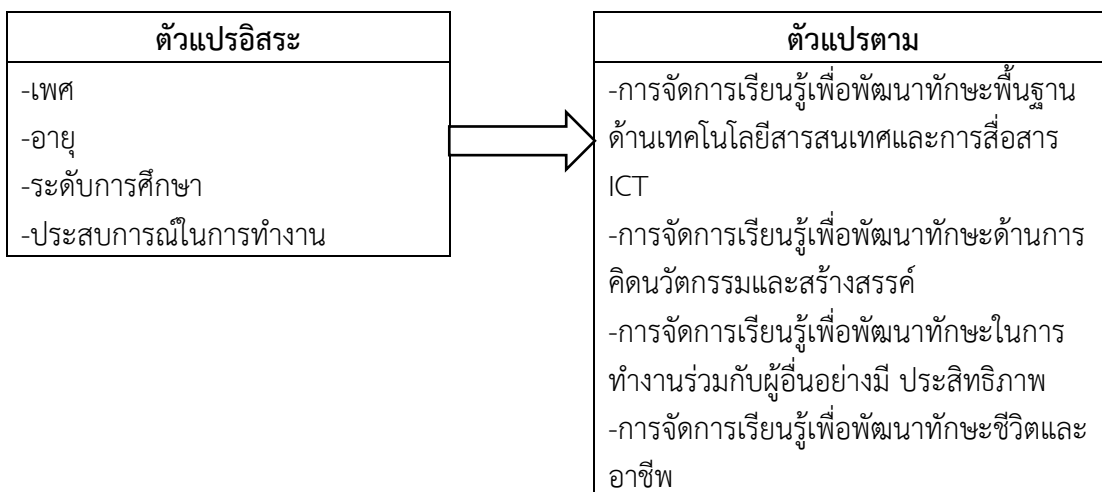 ตัวแปรอิสระ
-เพศ
-อายุ
-ระดับการศึกษา
-ประสบการณ์ในการทำงาน
ตัวแปรตาม
-การจัดการเรียนรู้เพื่อพัฒนาทักษะพื้นฐาน
ด้านเทคโนโลยีสารสนเทศและการสื่อสาร
ICT
-การจัดการเรียนรู้เพื่อพัฒนาทักษะด้านการ
คิดนวัตกรรมและสร้างสรรค์
-การจัดการเรียนรู้เพื่อพัฒนาทักษะในการ
ทำงานร่วมกับผู้อื่นอย่างมี ประสิทธิภาพ
-การจัดการเรียนรู้เพื่อพัฒนาทักษะชีวิตและ
อาชีพ